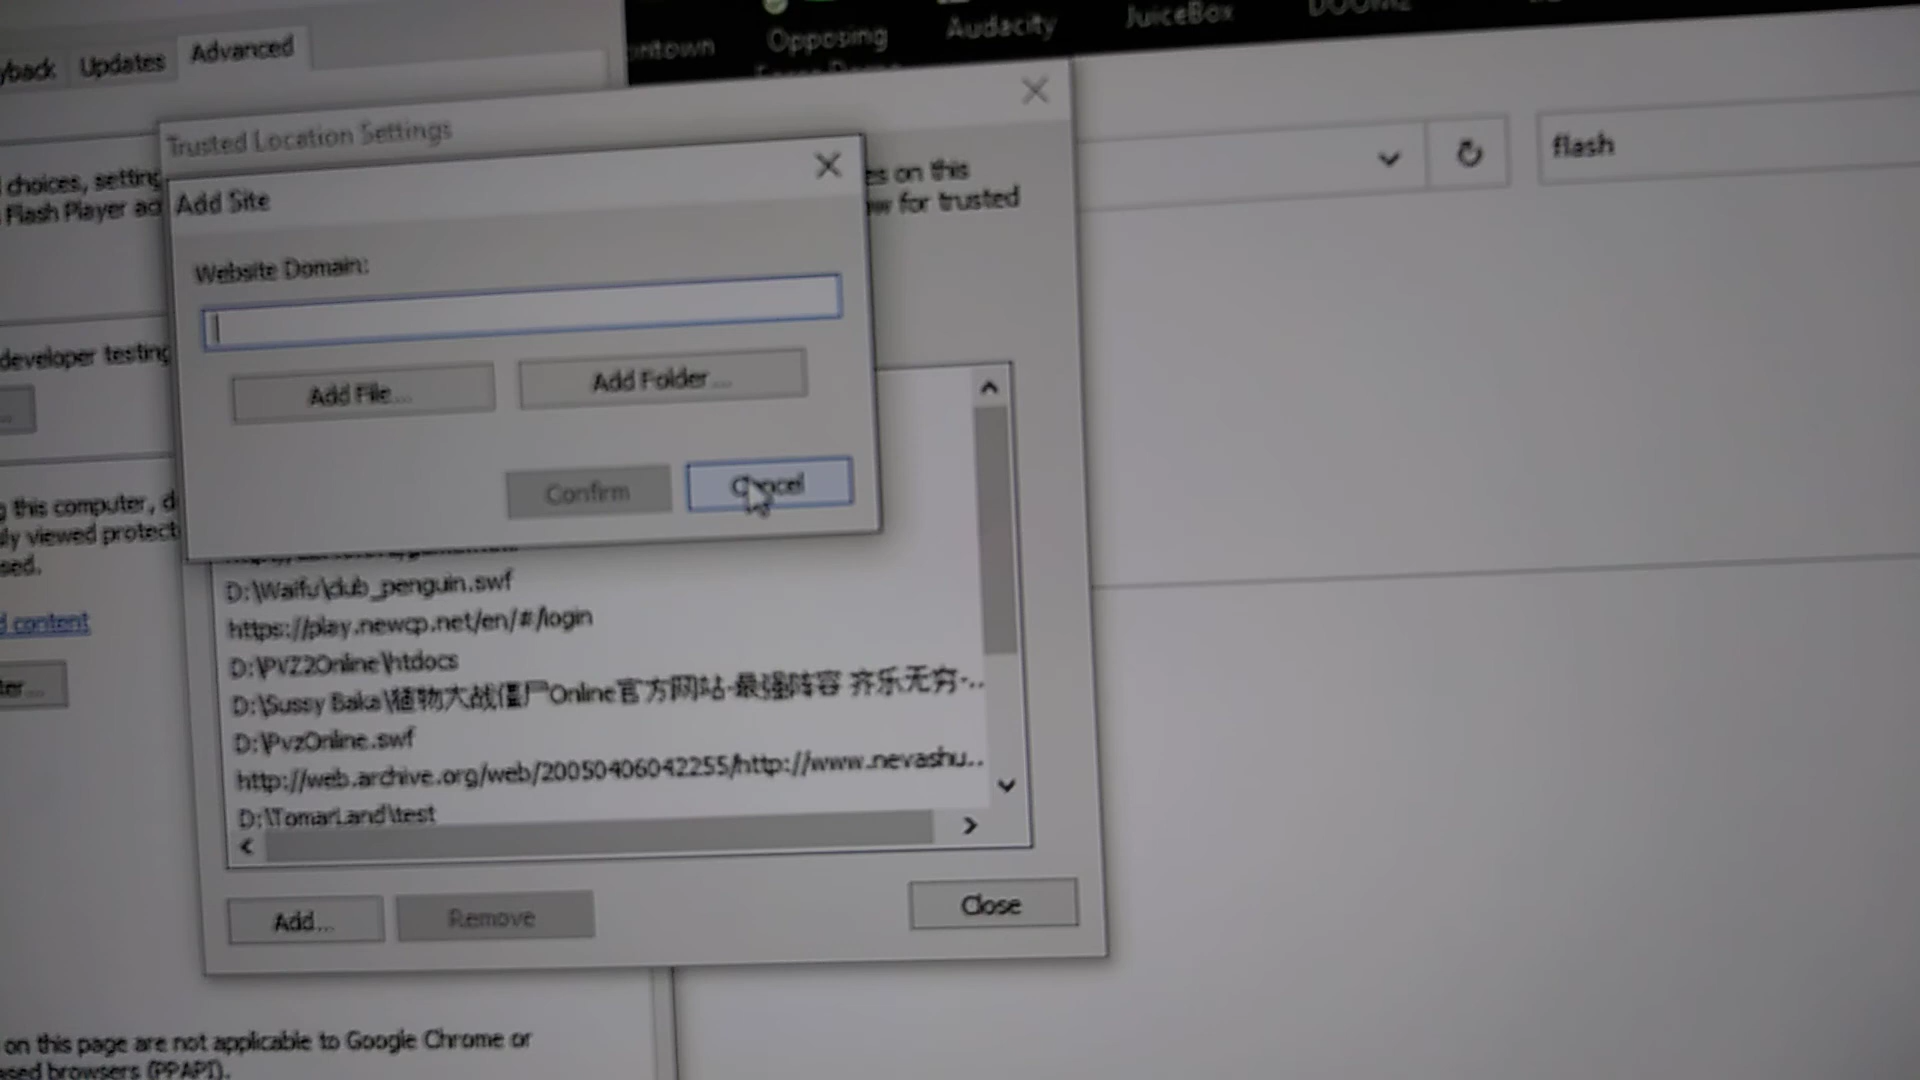 Opposing
Audacity
JuiceBox
Updates
Advanced
flash
Trusted Location Settings
es on this
for trusted
choices, setting
Flash Player ac
Add Site
Website Domain:
developer testing
Add File...
Add Folder ...
Confirm
Cancel
this computer, d
ly viewed protect
sed.
content
D:\Waifu\club_penguin.swf
https://play.newcp.net/en/#/login
D:\PVZ2Online\htdocs
D:\Sussy Baka\植物大战僵尸Online官方网站-最强阵容 齐乐无穷-...
D:\PvzOnline.swf
http://web.archive.org/web/20050406042255/http://www.nevashu...
D:\TomarLand\test
Add...
Remove
Close
on this page are not applicable to Google Chrome or
ased browsers (PPAPI).